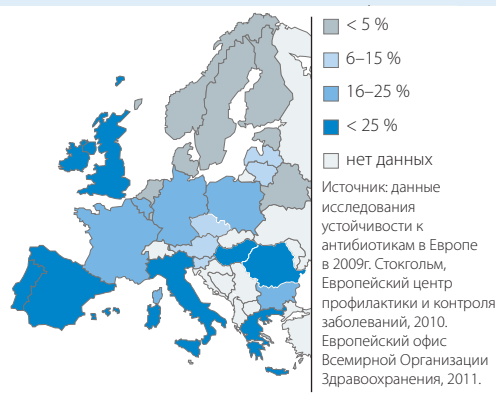 < 5 %
6–15 %
16–25 %
< 25 %
нет данных
Источник: данные
исследования
устойчивости к
антибиотикам в Европе
в 2009г. Стокгольм,
Европейский центр
профилактики и контроля
заболеваний, 2010.
Европейский офис
Всемирной Организации
Здравоохранения, 2011.